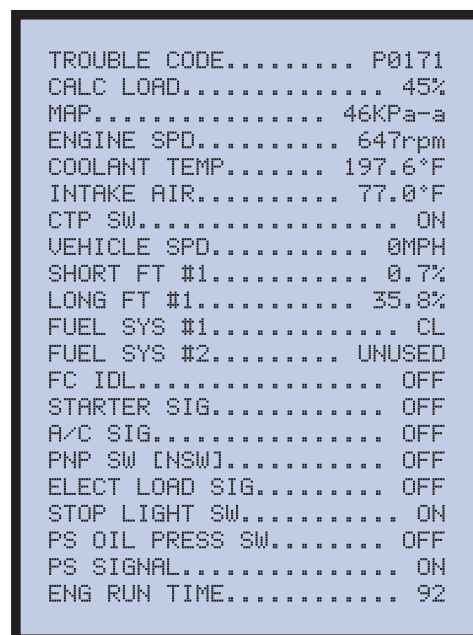 TROUBLE CODE......... P0171
CALC LOAD.............. 45%
MAP................ 46KPa-a
ENGINE SPD.......... 647rpm
COOLANT TEMP....... 197.6°F
INTAKE AIR.......... 77.0°F
CTP SW.................. ON
VEHICLE SPD........... 0MPH
SHORT FT #1........... 0.7%
LONG FT #1........... 35.8%
FUEL SYS #1............. CL
FUEL SYS #2......... UNUSED
FC IDL................. OFF
STARTER SIG............ OFF
A/C SIG................ OFF
PNP SW [NSW]........... OFF
ELECT LOAD SIG......... OFF
STOP LIGHT SW........... ON
PS OIL PRESS SW........ OFF
PS SIGNAL............... ON
ENG RUN TIME............ 92